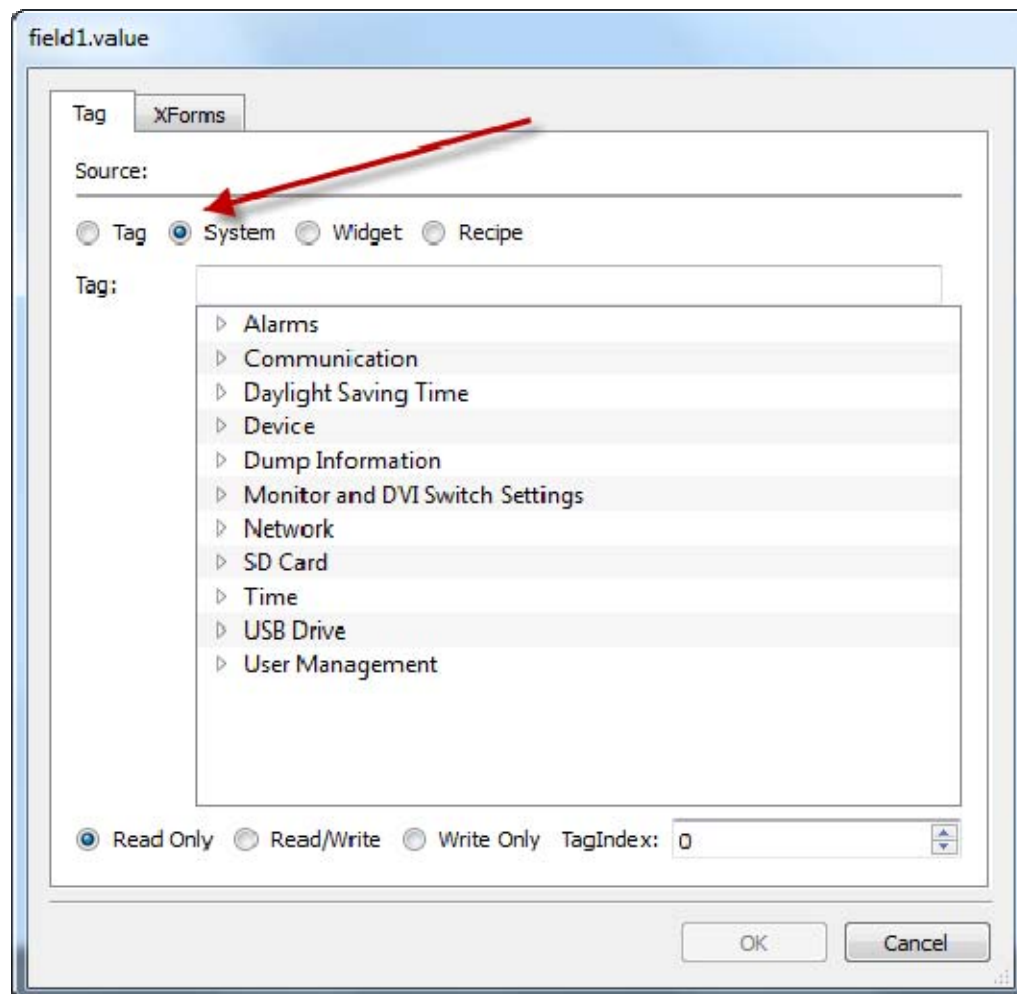 field1.value
Tag XForms
Source:
Tag System Widget Recipe
Tag:
Alarms
Communication
Daylight Saving Time
Device
Dump Information
Monitor and DVI Switch Settings
Network
SD Card
Time
USB Drive
User Management
Read Only Read/Write Write Only TagIndex: 0
OK Cancel